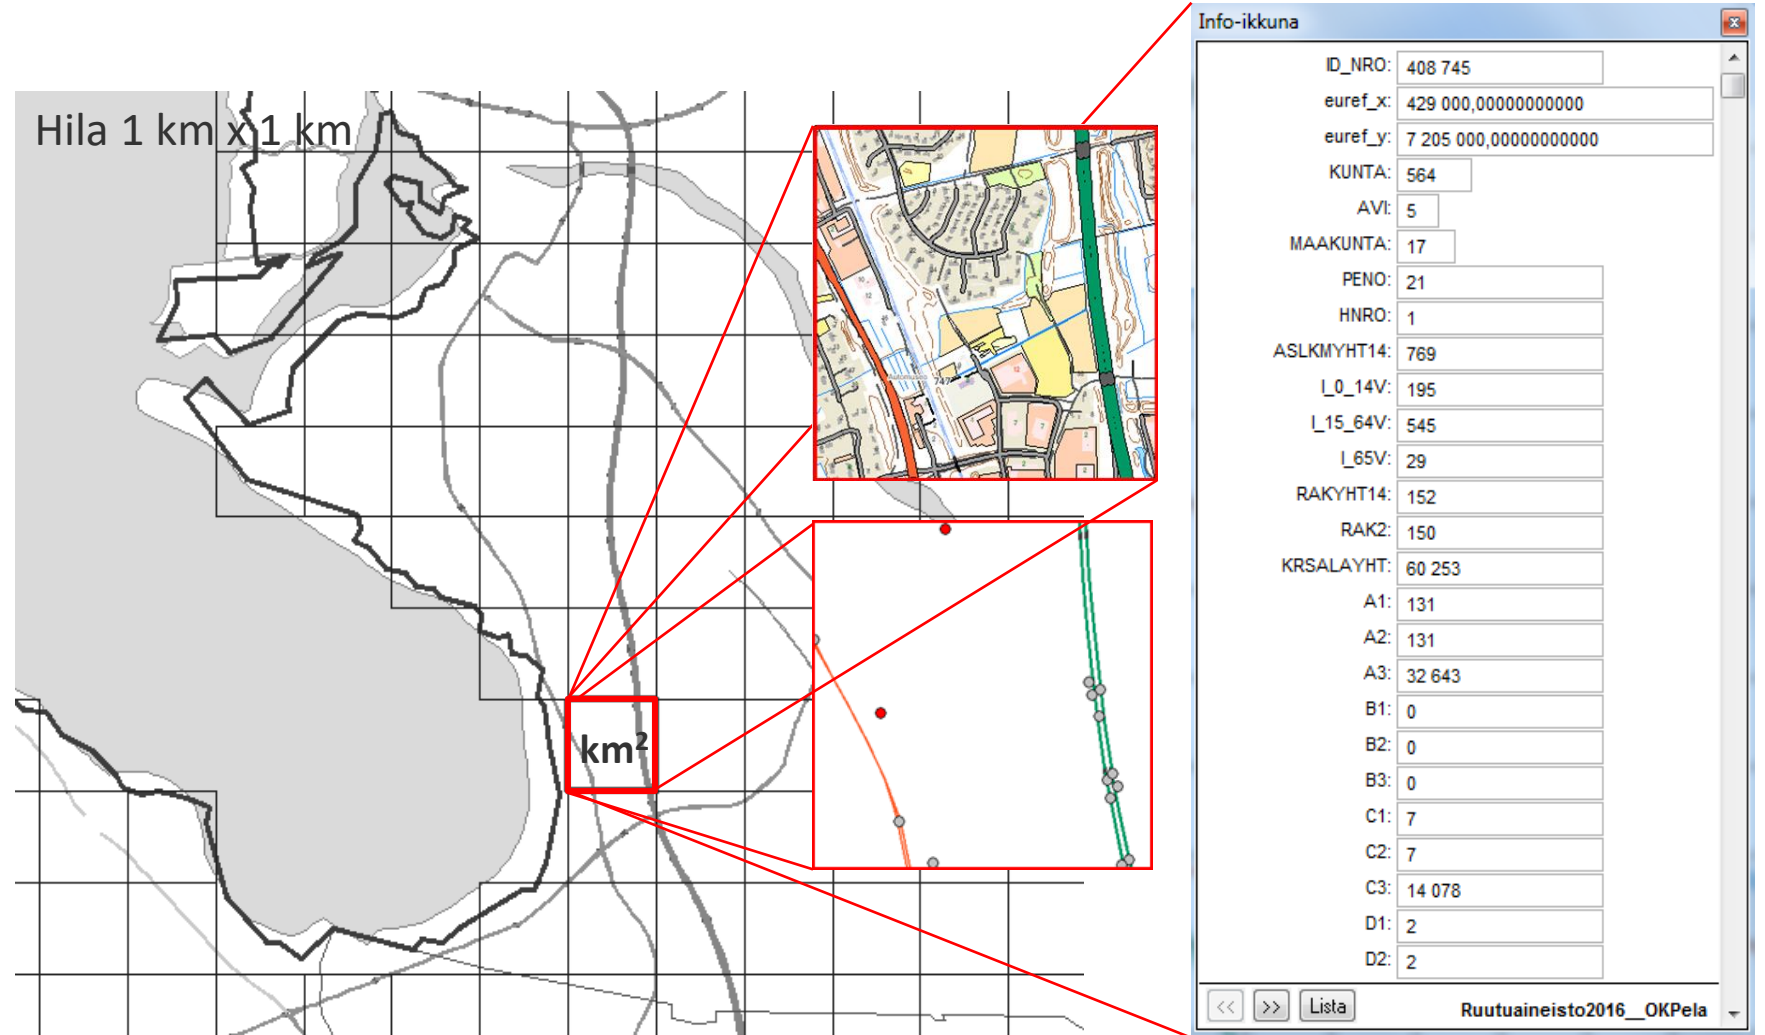 Hila 1 km x 1 km
km²
Automuseo
747
Info-ikkuna
ID_NRO: 408 745
euref_x: 429 000,00000000000
euref_y: 7 205 000,00000000000
KUNTA: 564
AVI: 5
MAAKUNTA: 17
PENO: 21
HNRO: 1
ASLKMYHT14: 769
I_0_14V: 195
I_15_64V: 545
I_65V: 29
RAKYHT14: 152
RAK2: 150
KRSALAYHT: 60 253
A1: 131
A2: 131
A3: 32 643
B1: 0
B2: 0
B3: 0
C1: 7
C2: 7
C3: 14 078
D1: 2
D2: 2
<< >> Lista Ruutuaineisto2016__OKPela